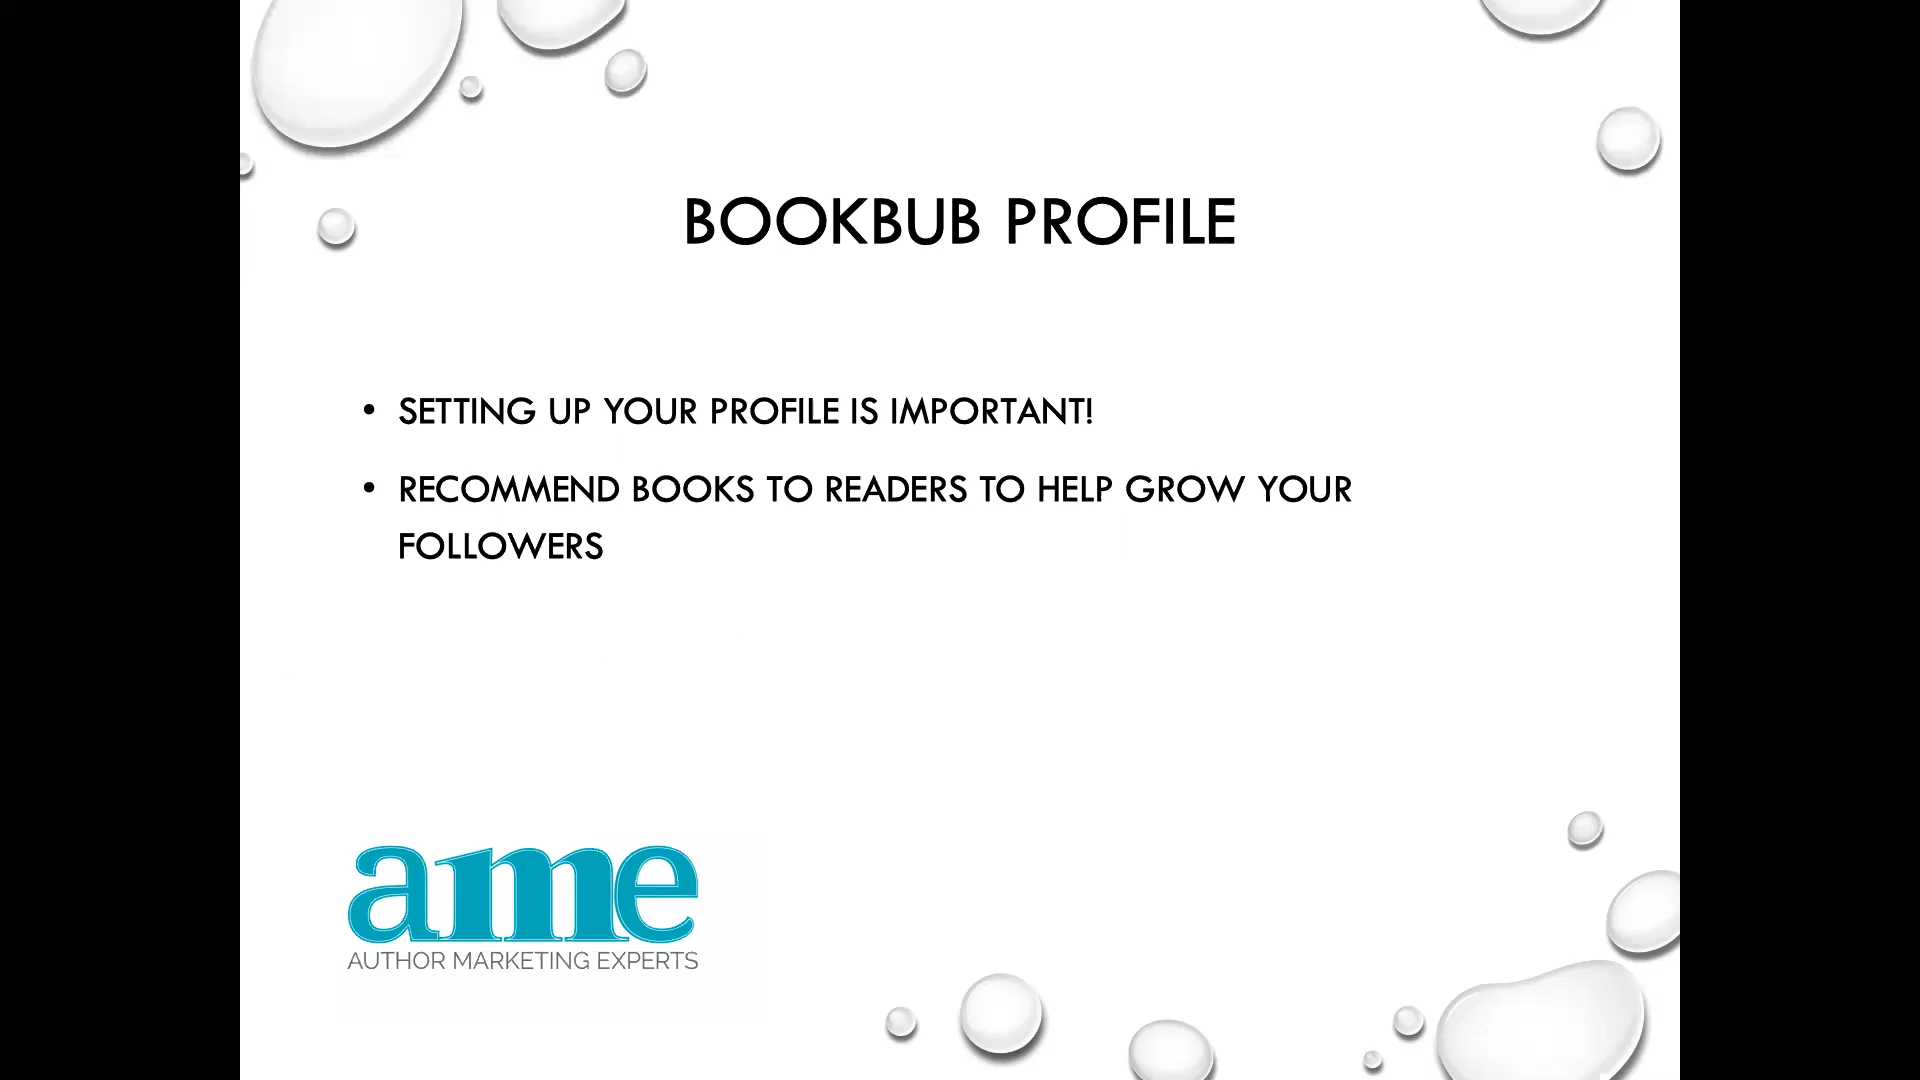 BOOKBUB PROFILE
• SETTING UP YOUR PROFILE IS IMPORTANT!
• RECOMMEND BOOKS TO READERS TO HELP GROW YOUR
FOLLOWERS
ame
AUTHOR MARKETING EXPERTS